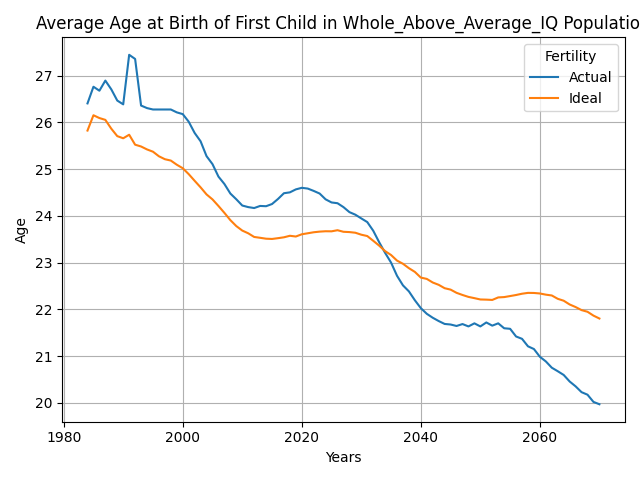 Average Age at Birth of First Child in Whole_Above_Average_IQ Populatio
Fertility
Actual
Ideal
Age
27
26
25
24
23
22
21
20
1980
2000
2020
2040
2060
Years